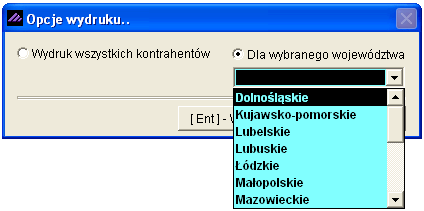 Opcje wydruku..
Wydruk wszystkich kontrahentów
Dla wybranego województwa
Dolnośląskie
Kujawsko-pomorskie
Lubelskie
Lubuskie
Łódzkie
Małopolskie
Mazowieckie
[ Ent ] -